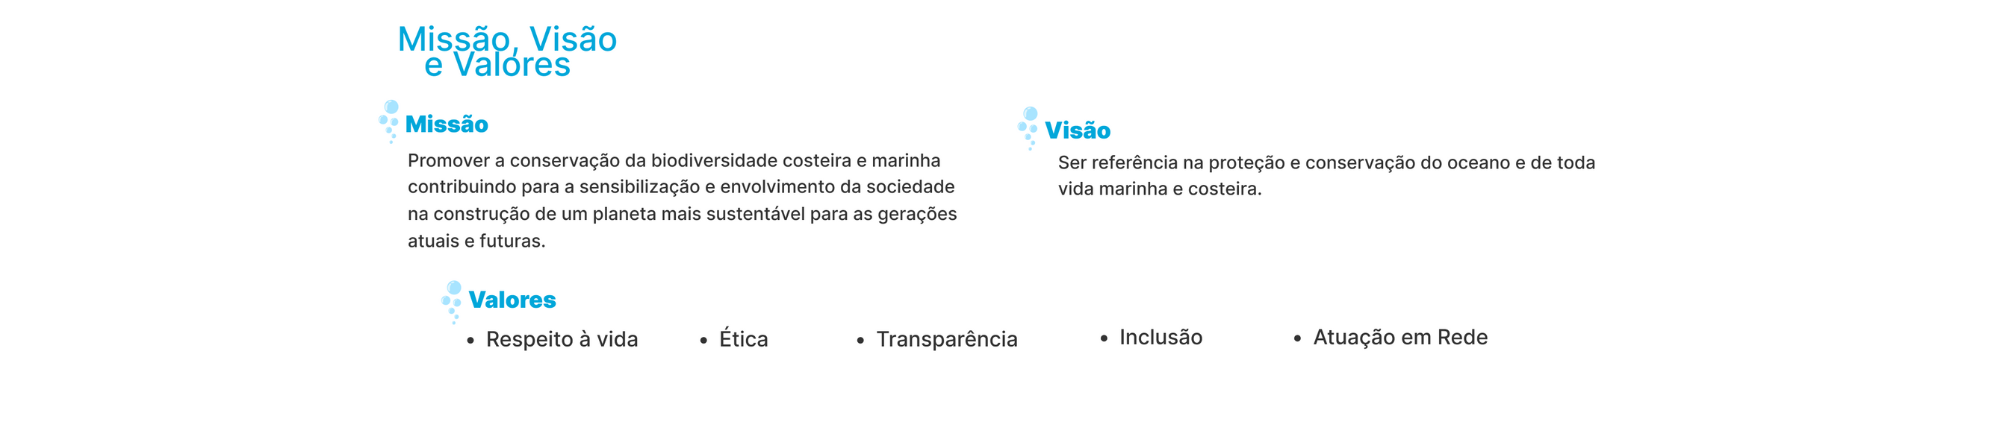 Missão, Visão
e Valores
Missão
Promover a conservação da biodiversidade costeira e marinha
contribuindo para a sensibilização e envolvimento da sociedade
na construção de um planeta mais sustentável para as gerações
atuais e futuras.
Visão
Ser referência na proteção e conservação do oceano e de toda
vida marinha e costeira.
Valores
• Respeito à vida • Ética • Transparência • Inclusão • Atuação em Rede